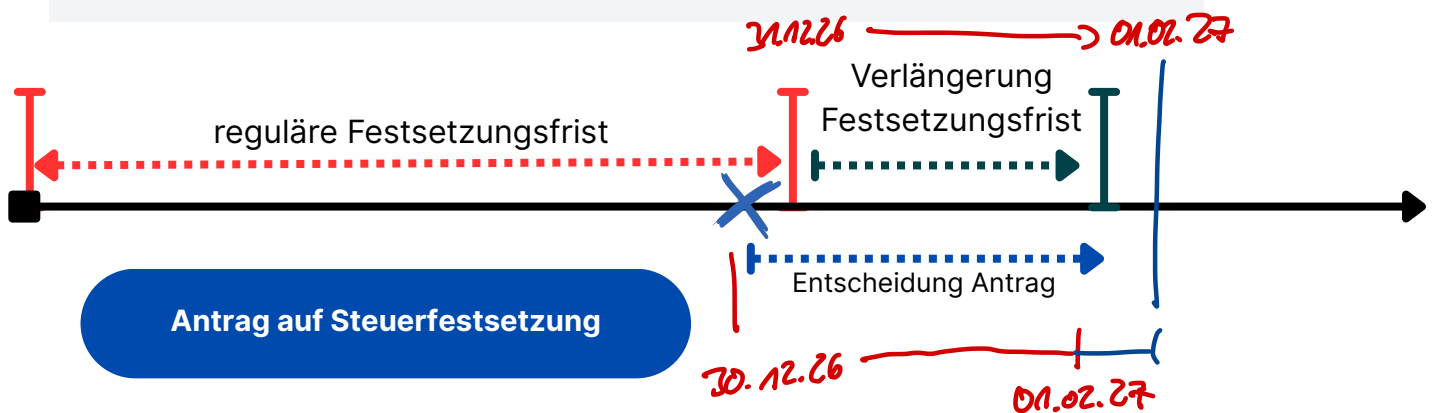 31.12.26 01.02.27
Verlängerung
Festsetzungsfrist
reguläre Festsetzungsfrist
Entscheidung Antrag
Antrag auf Steuerfestsetzung
30.12.26
01.02.27